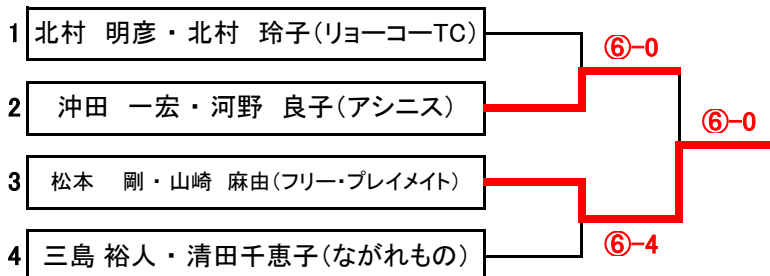 1 北村　明彦・北村　玲子(リョーコーTC)
⑥-0
2 沖田　一宏・河野　良子(アシニス)
⑥-0
3 松本　剛・山崎　麻由(フリー・プレイメイト)
4 三島 裕人・清田千恵子(ながれもの)
⑥-4